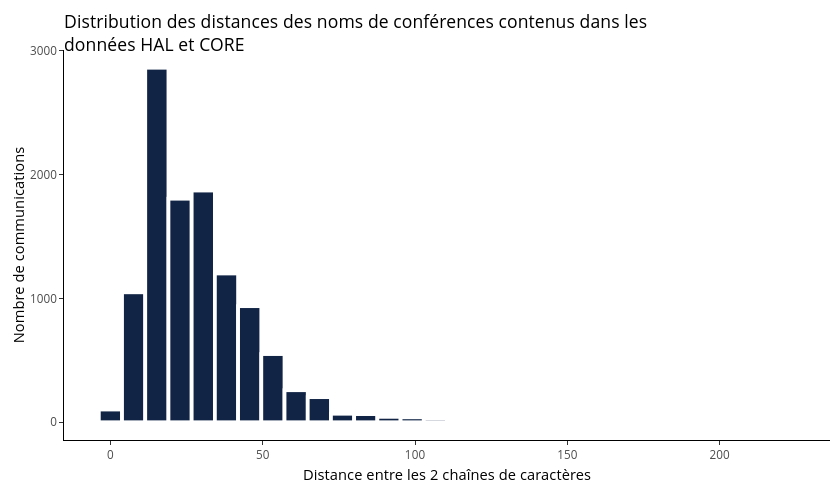 Distribution des distances des noms de conférences contenus dans les
données HAL et CORE
3000
2000
1000
0
Nombre de communications
0 50 100 150 200
Distance entre les 2 chaînes de caractères